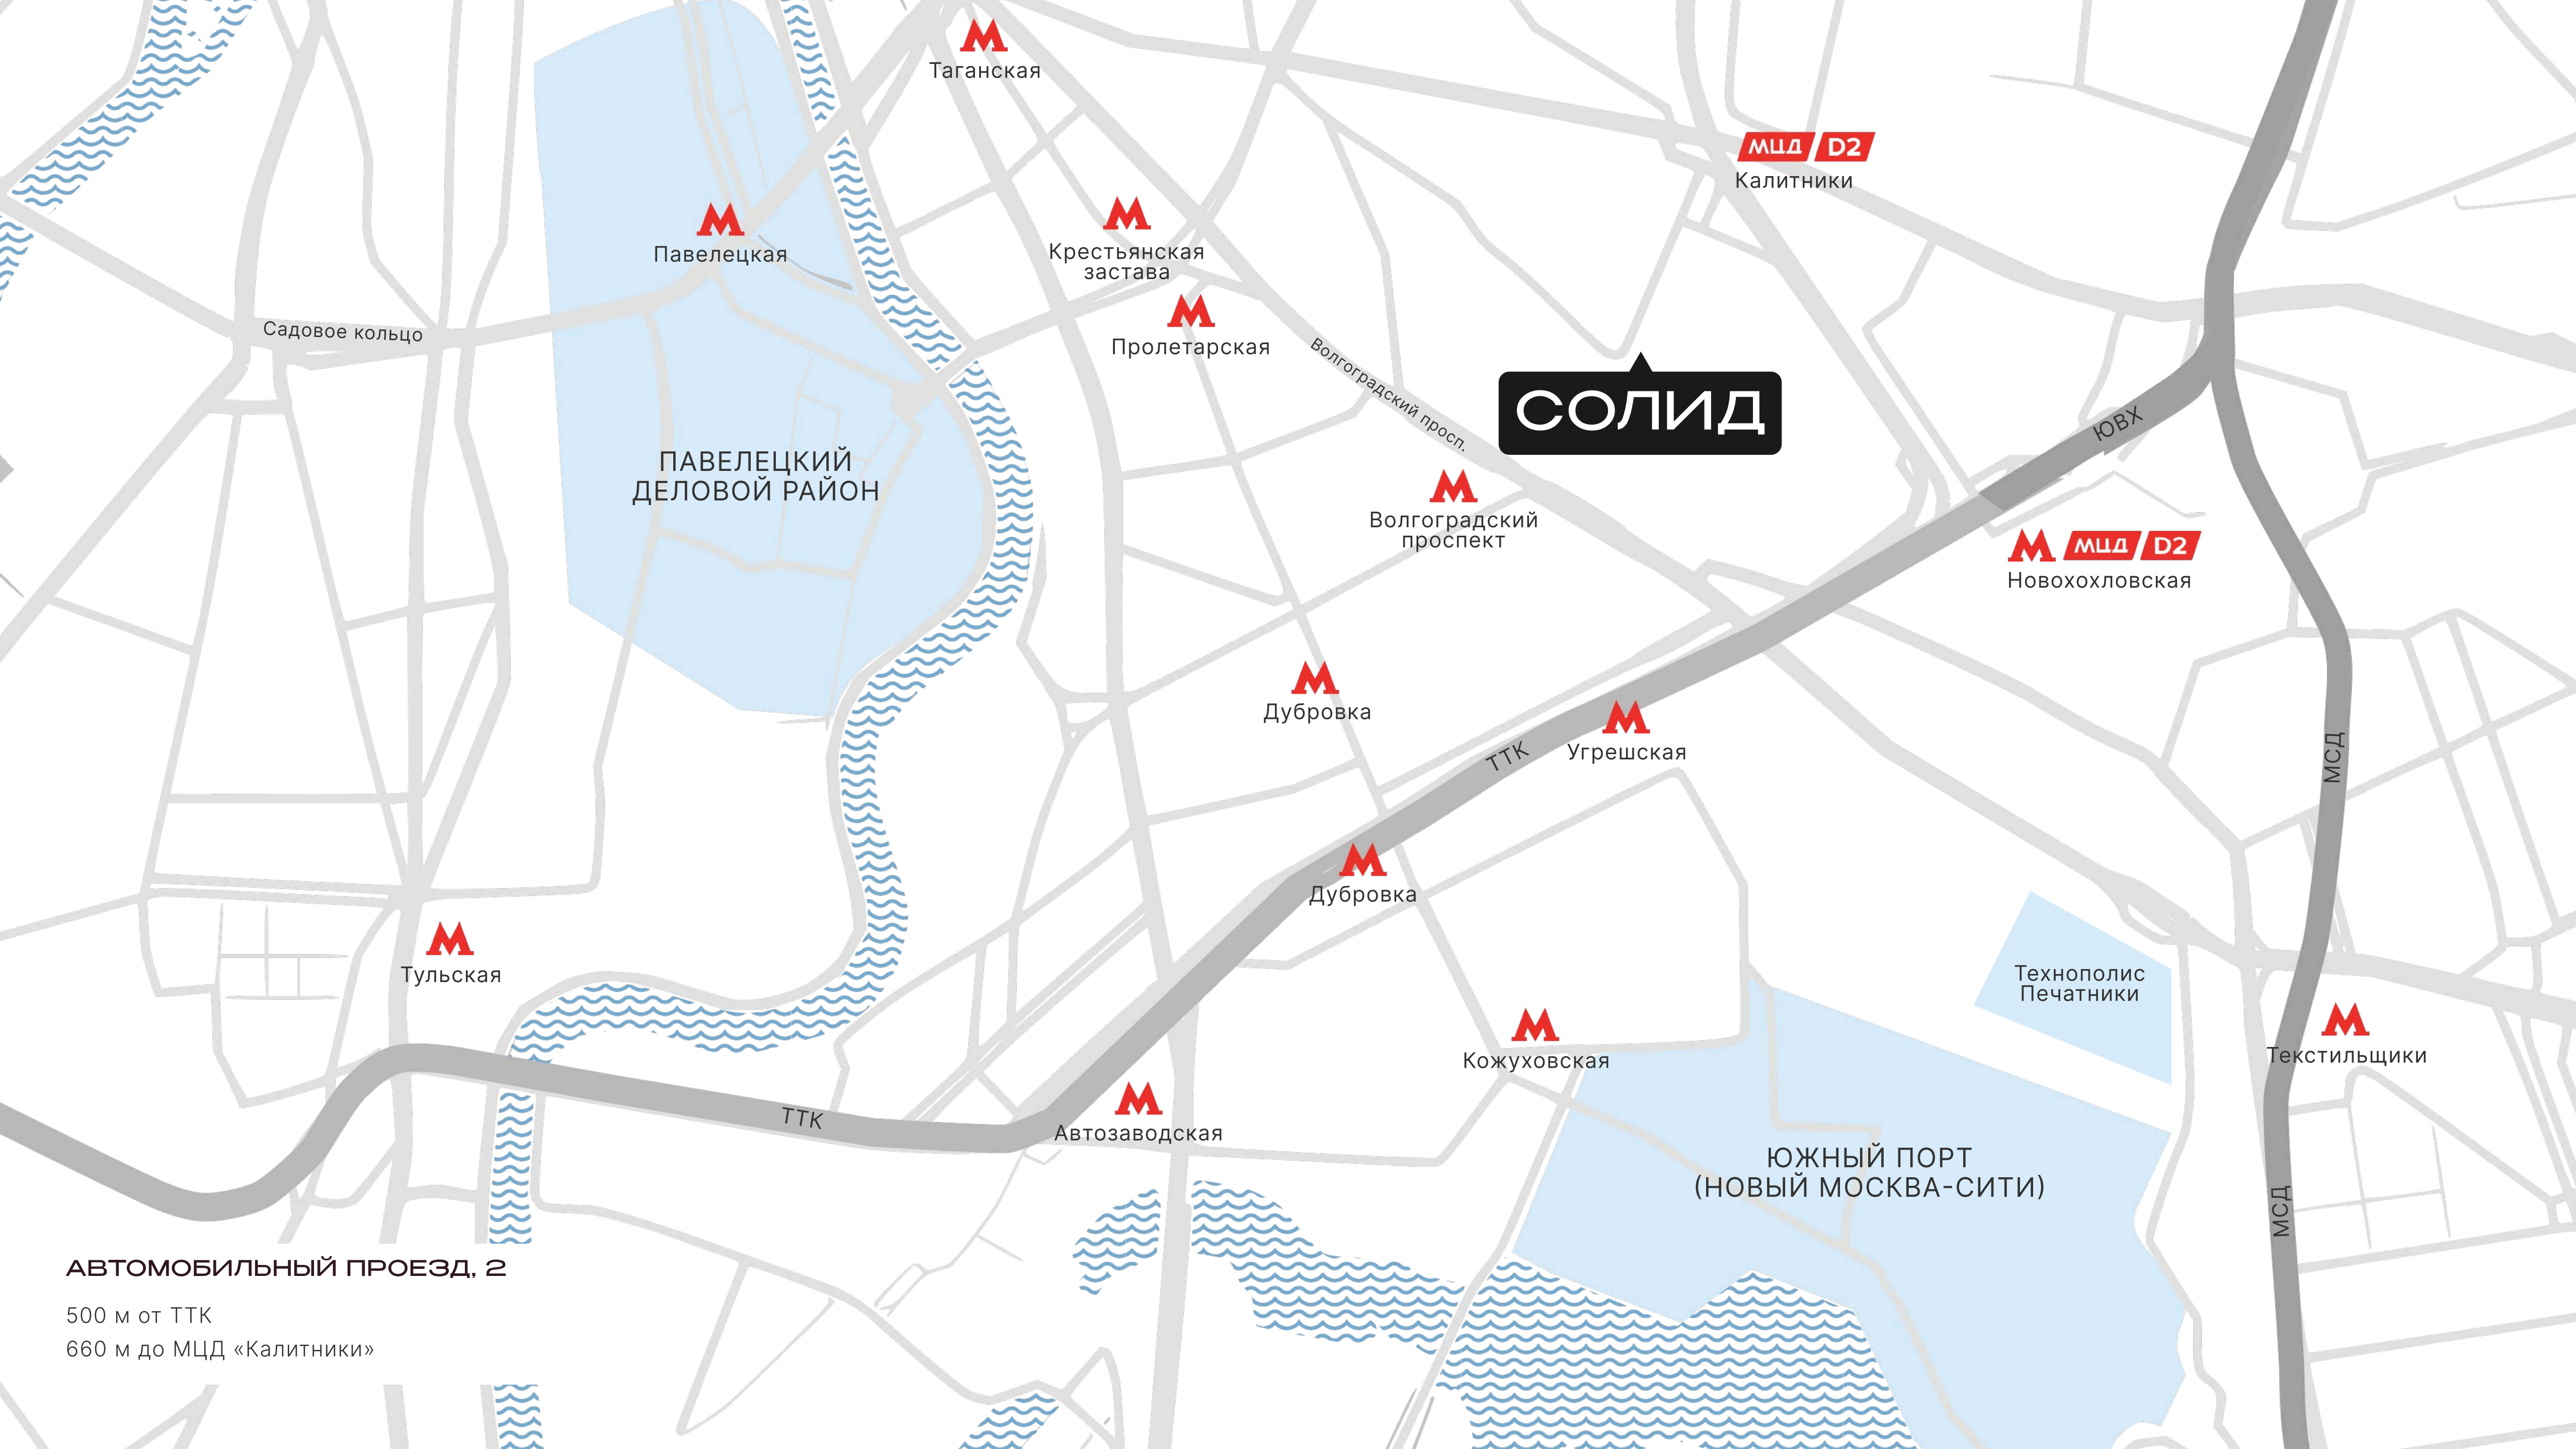 Таганская
МЦД D2
Калитники
Павелецкая
Крестьянская
застава
Пролетарская
Садовое кольцо
Волгоградский просп.
СОЛИД
ЮВХ
ПАВЕЛЕЦКИЙ
ДЕЛОВОЙ РАЙОН
Волгоградский
проспект
МЦД D2
Новохохловская
Дубровка
ТТК
Угрешская
МСД
Дубровка
Тульская
Технополис
Печатники
Кожуховская
Текстильщики
ТТК
Автозаводская
ЮЖНЫЙ ПОРТ
(НОВЫЙ МОСКВА-СИТИ)
МСД
АВТОМОБИЛЬНЫЙ ПРОЕЗД, 2
500 м от ТТК
660 м до МЦД «Калитники»